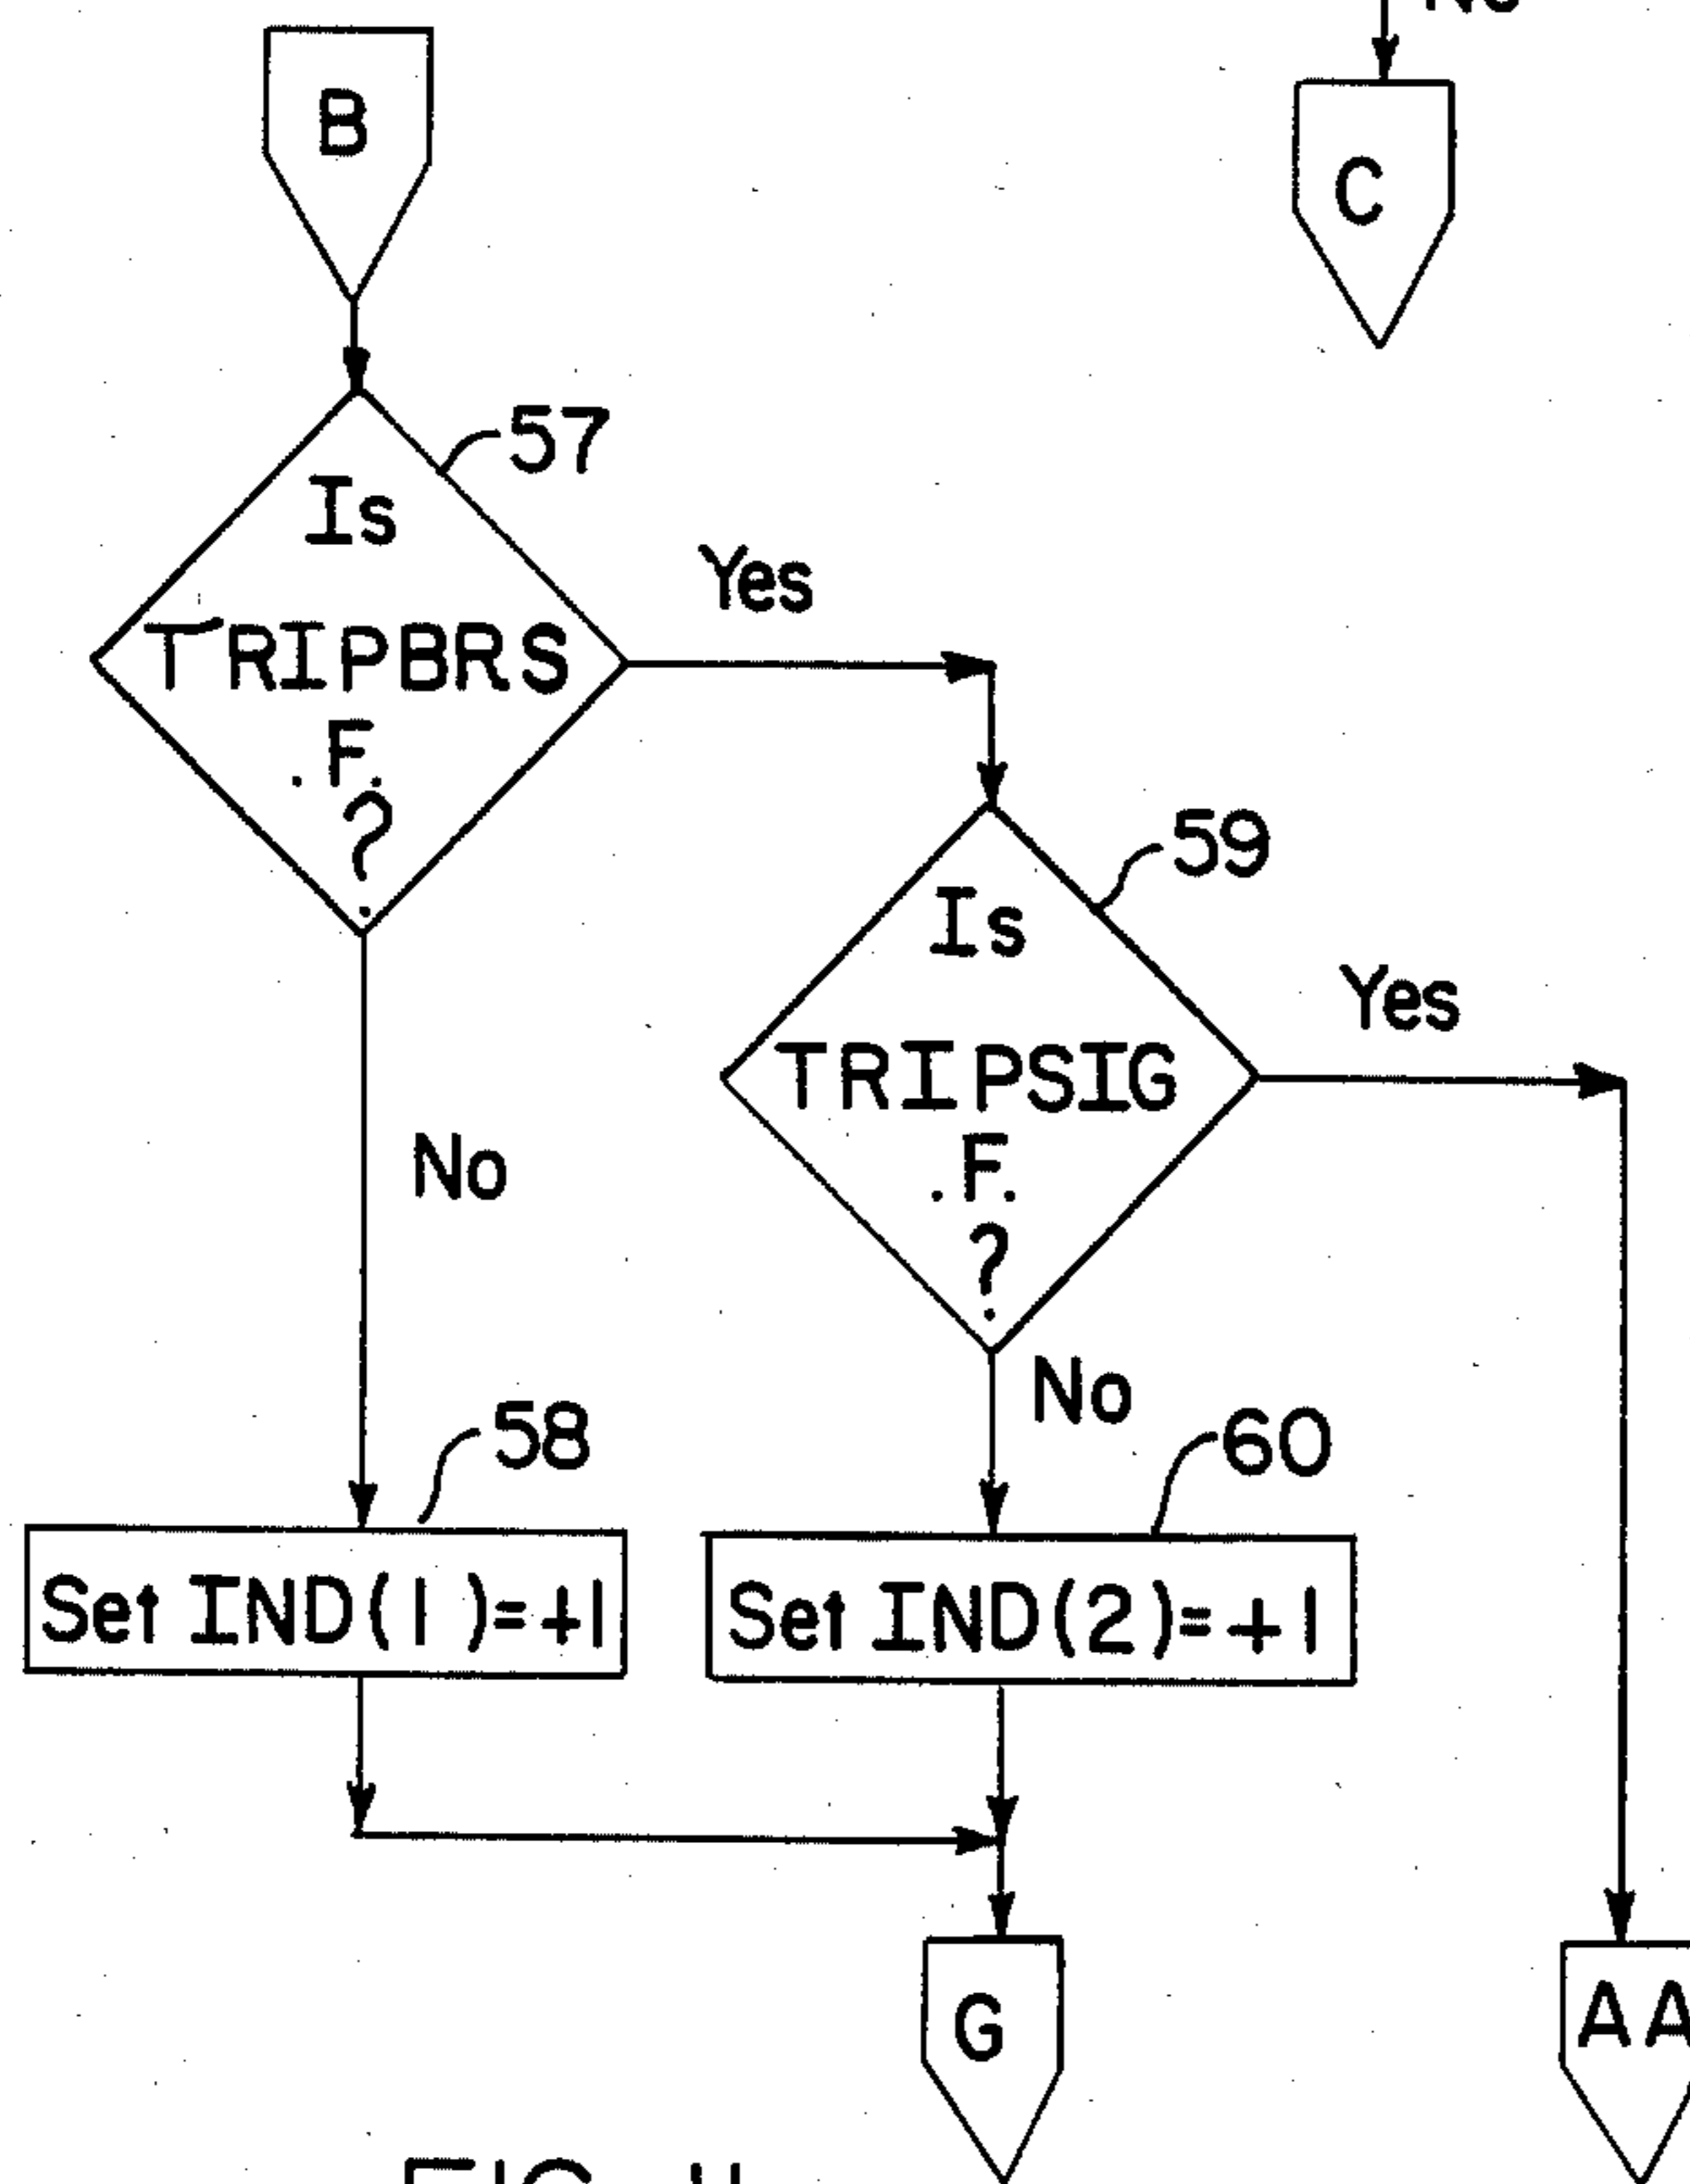 B
C
57
Is
TRIPBRS
.F.
?
Yes
59
Is
TRIPSIG
.F.
?
Yes
No
No
58
60
Set IND(1)=+1
Set IND(2)=+1
G
AA